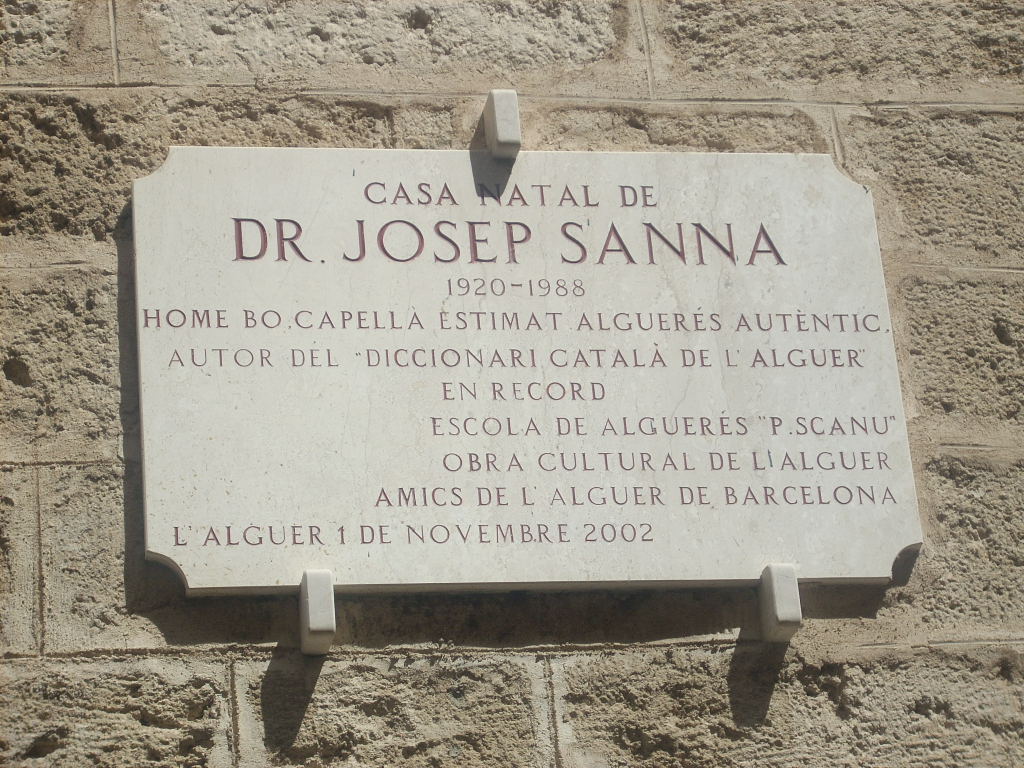 CASA NATAL DE
DR. JOSEP SANNA
1920-1988
HOME BO. CAPELLÀ ESTIMAT ALGUERÉS AUTÈNTIC.
AUTOR DEL "DICCIONARI CATALÀ DE L'ALGUER"
EN RECORD
ESCOLA DE ALGUERÉS "P.SCANU"
OBRA CULTURAL DE L'ALGUER
AMICS DE L'ALGUER DE BARCELONA
L'ALGUER 1 DE NOVEMBRE 2002